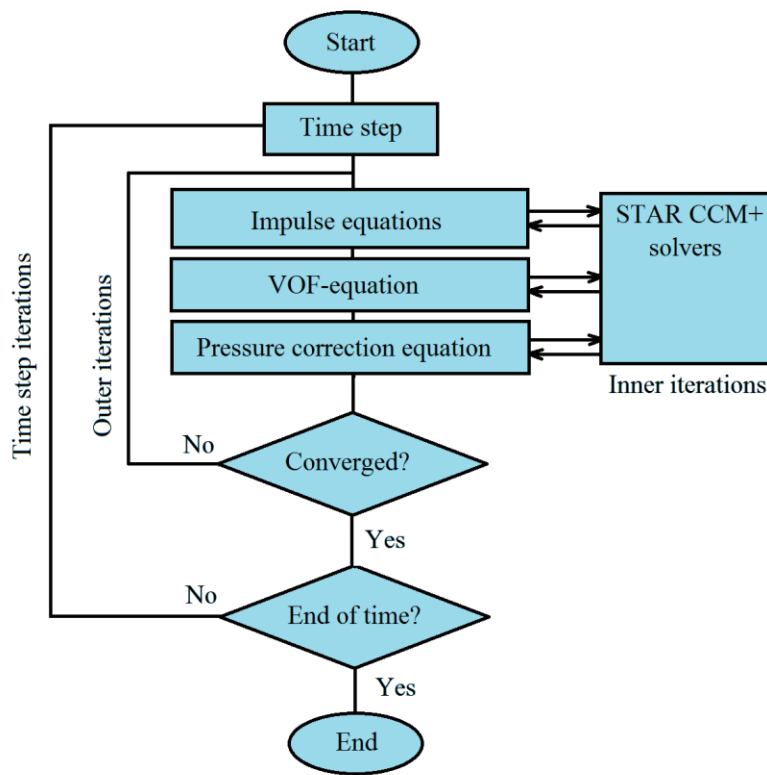 Start
Time step
Impulse equations
STAR CCM+
solvers
VOF-equation
Pressure correction equation
Inner iterations
Time step iterations
Outer iterations
No
Converged?
Yes
No
End of time?
Yes
End